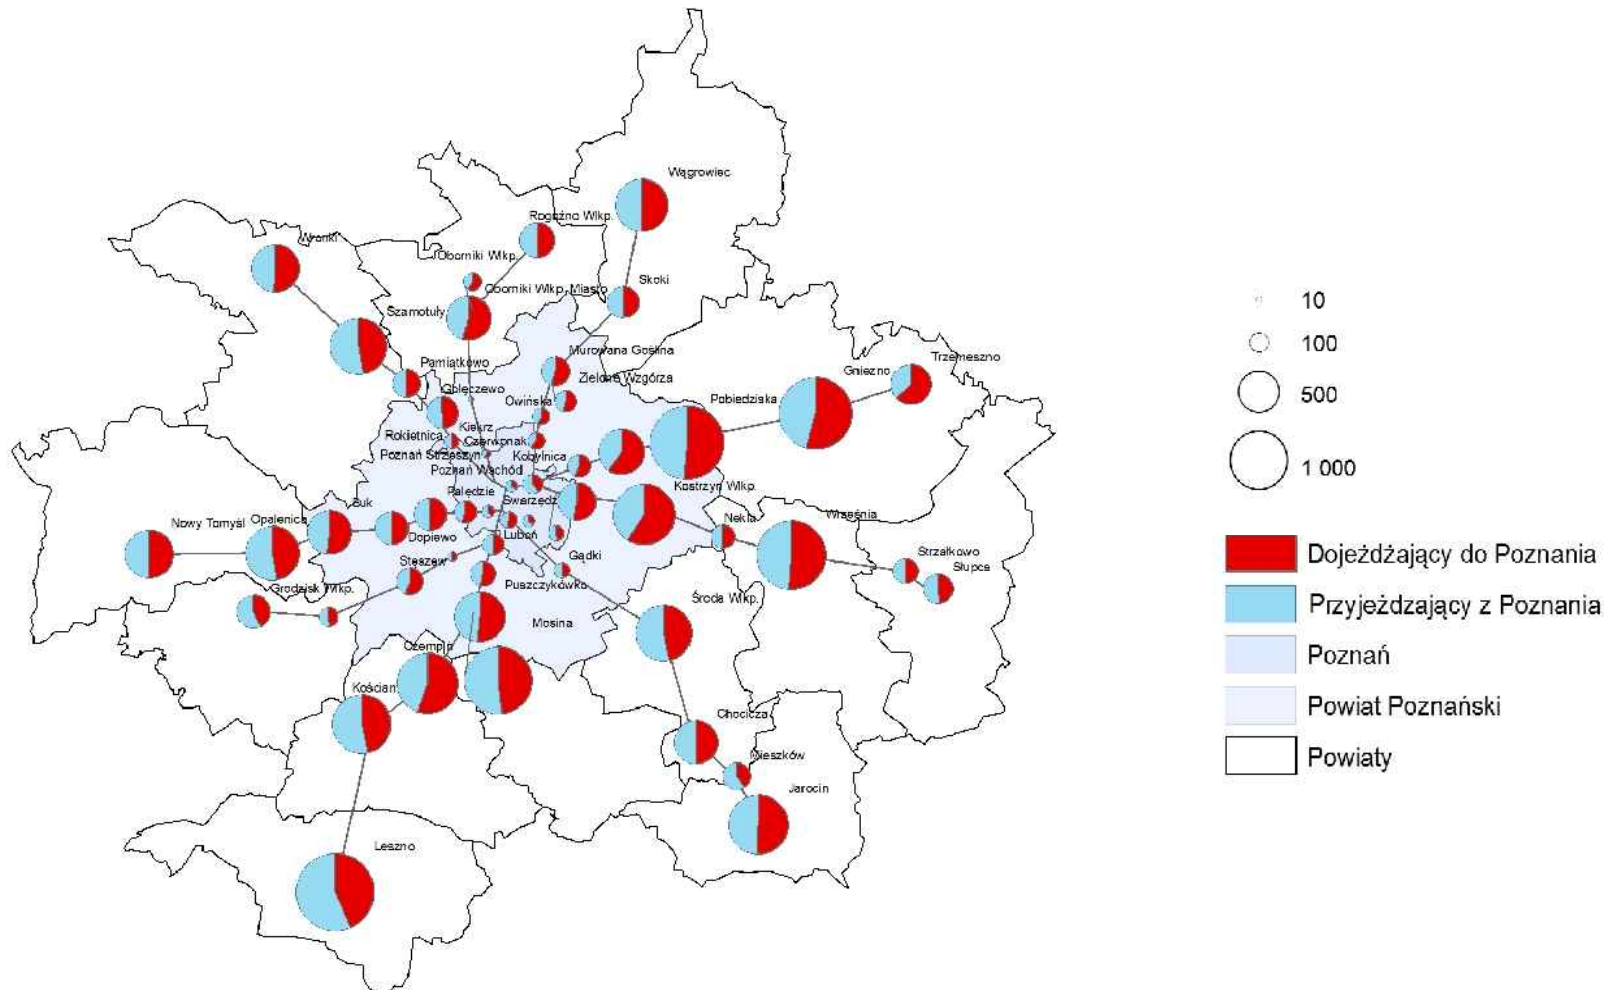 Wągrowiec
Rogoźno Wlkp.
Wronki
Oborniki Wlkp.
Skoki
Oborniki Wlkp. Miasto
Szamotuły
Murowana Goślina
Trzemeszno
Pamiątkowo
Gniezno
Zielone Wzgórza
Golęczewo
Owińska
Pobiedziska
Kiekrz
Rokietnica
Czerwonak
Poznań Strzeszyn
Kobylnica
Poznań Wschód
Kostrzyn Wlkp.
Palędzie
Swarzędz
Buk
Nekla
Września
Nowy Tomyśl
Opalenica
Dopiewo
Luboń
Strzałkowo
Gądki
Stęszew
Słupca
Grodzisk Wlkp.
Puszczykówko
Środa Wlkp.
Mosina
Czempiń
Kościan
Chocicza
Mieszków
Jarocin
Leszno
10
100
500
1 000
Dojeżdżający do Poznania
Przyjeżdzający z Poznania
Poznań
Powiat Poznański
Powiaty